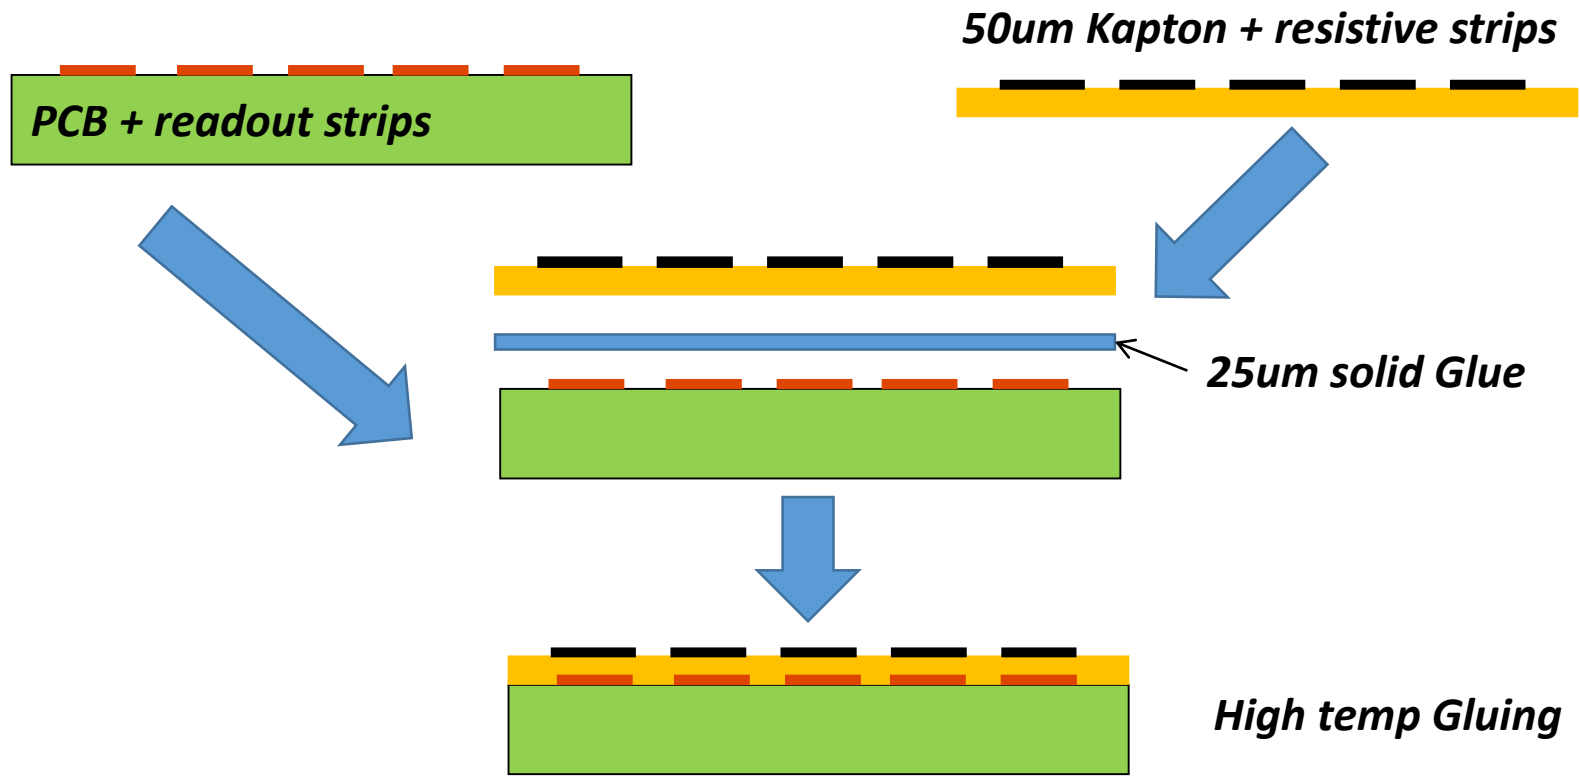 50um Kapton + resistive strips
PCB + readout strips
25um solid Glue
High temp Gluing